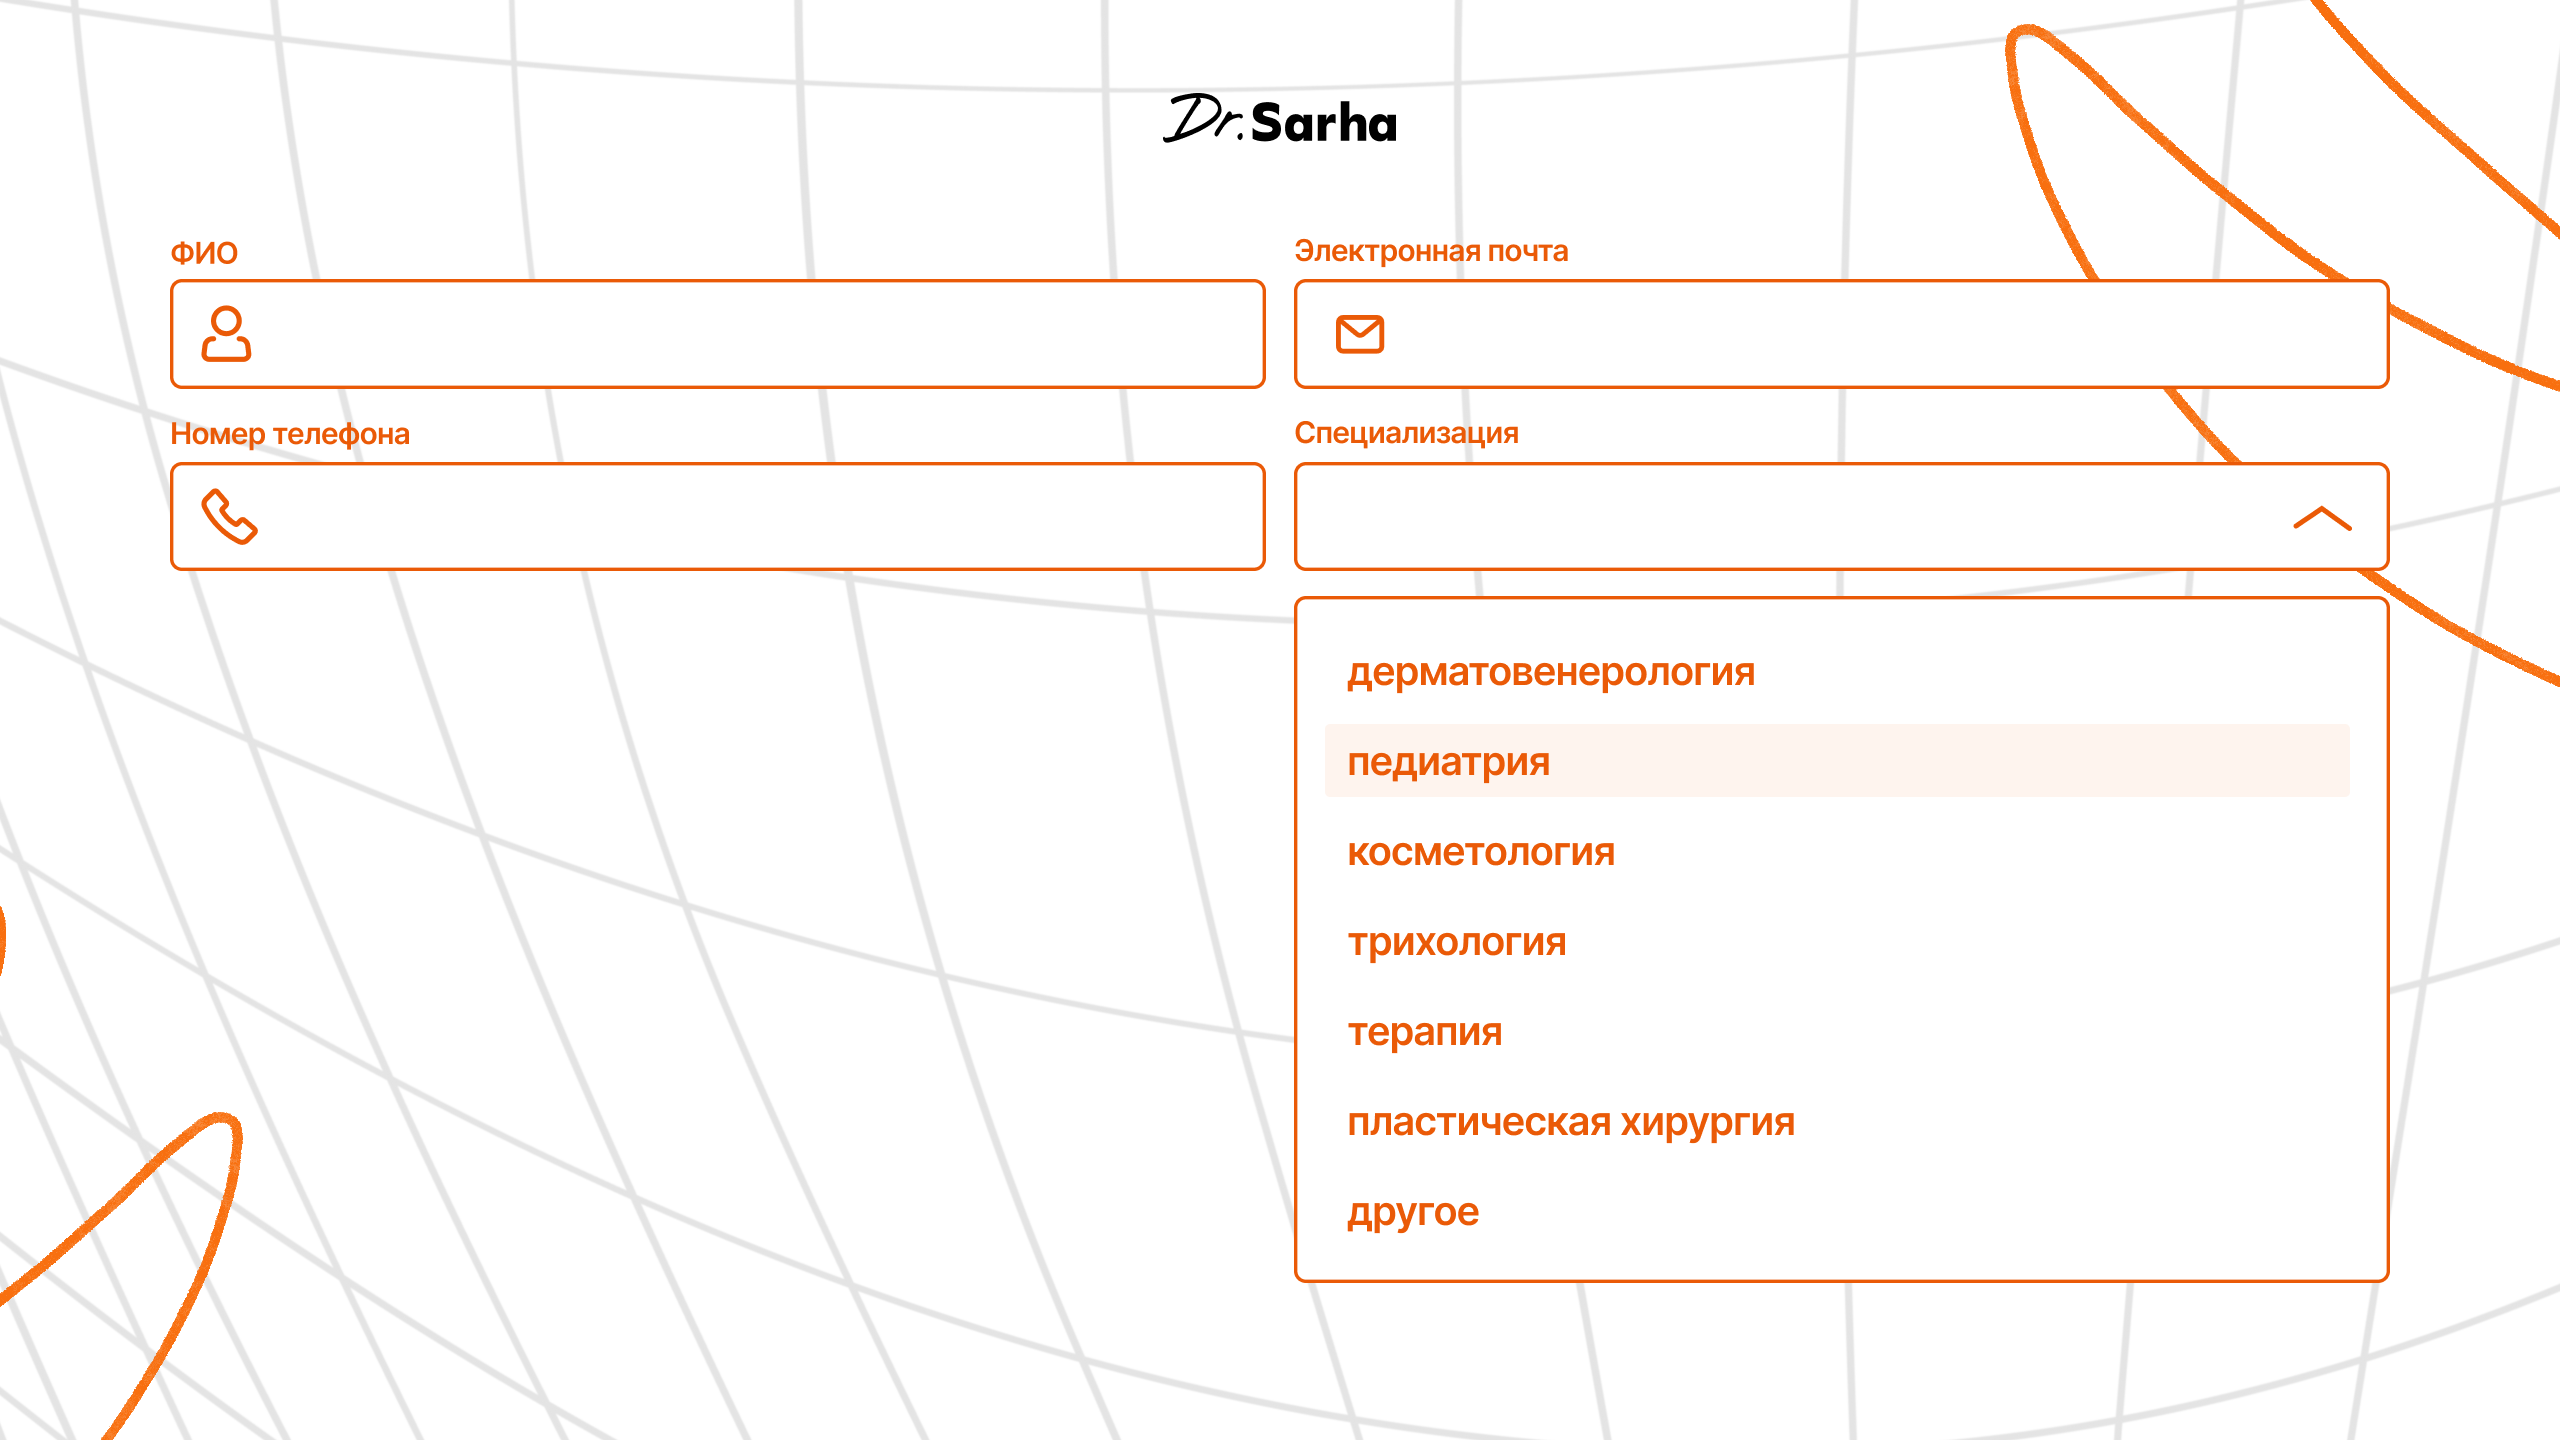 Dr.Sarha
ФИО
Электронная почта
Номер телефона
Специализация
дерматовенерология
педиатрия
косметология
трихология
терапия
пластическая хирургия
другое